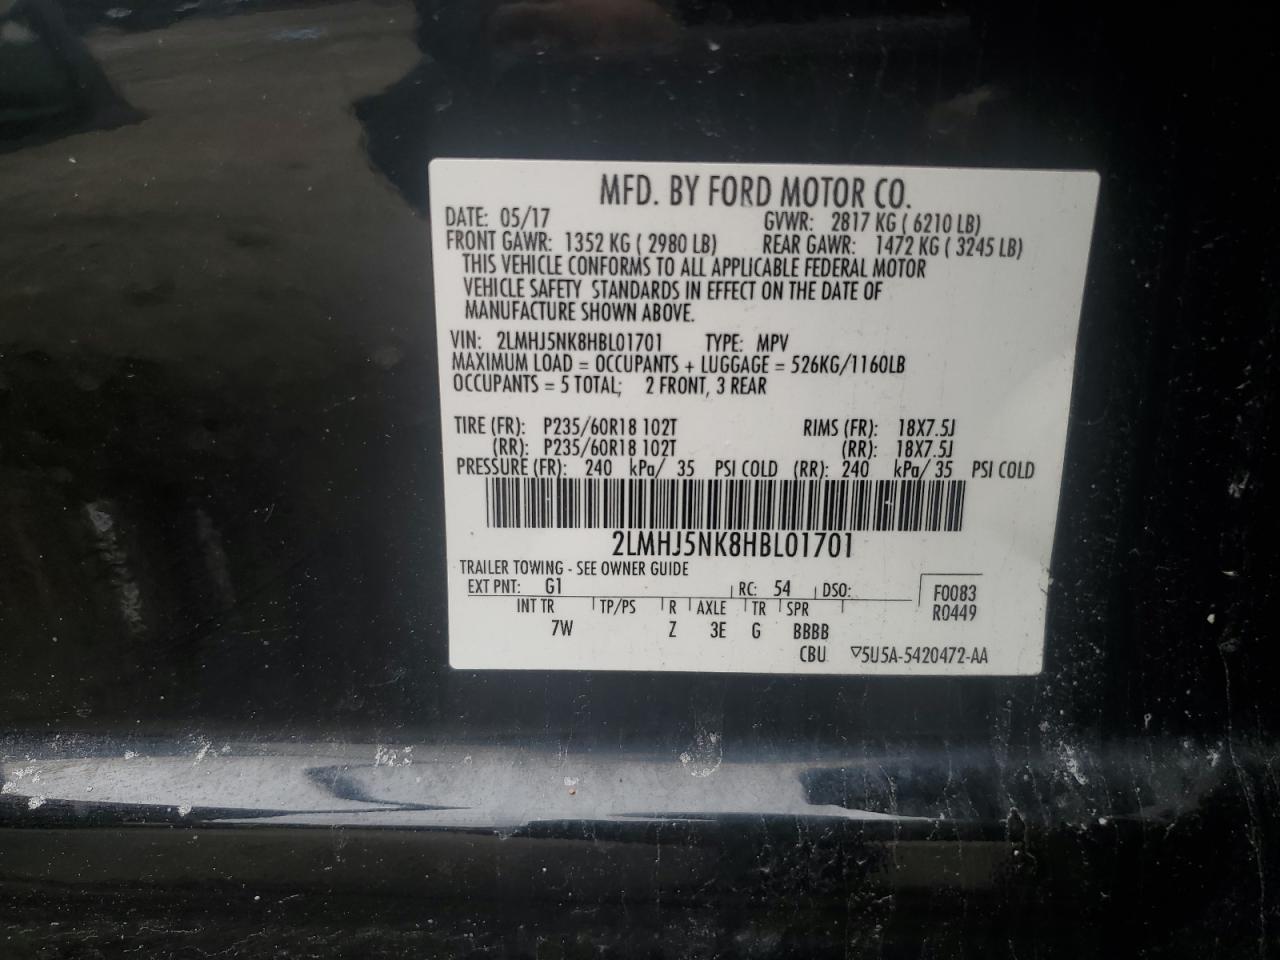 MFD. BY FORD MOTOR CO.
DATE: 05/17 GVWR: 2817 KG ( 6210 LB)
FRONT GAWR: 1352 KG ( 2980 LB) REAR GAWR: 1472 KG ( 3245 LB)
THIS VEHICLE CONFORMS TO ALL APPLICABLE FEDERAL MOTOR
VEHICLE SAFETY STANDARDS IN EFFECT ON THE DATE OF
MANUFACTURE SHOWN ABOVE.
VIN: 2LMHJ5NK8HBL01701 TYPE: MPV
MAXIMUM LOAD = OCCUPANTS + LUGGAGE = 526KG/1160LB
OCCUPANTS = 5 TOTAL; 2 FRONT, 3 REAR
TIRE (FR): P235/60R18 102T RIMS (FR): 18X7.5J
(RR): P235/60R18 102T (RR): 18X7.5J
PRESSURE (FR): 240 kPa/ 35 PSI COLD (RR): 240 kPa/ 35 PSI COLD
2LMHJ5NK8HBL01701
TRAILER TOWING - SEE OWNER GUIDE
EXT PNT: G1 RC: 54 DSO: F0083
INT TR TP/PS R AXLE TR SPR R0449
7W Z 3E G BBBB
CBU ▽5U5A-5420472-AA